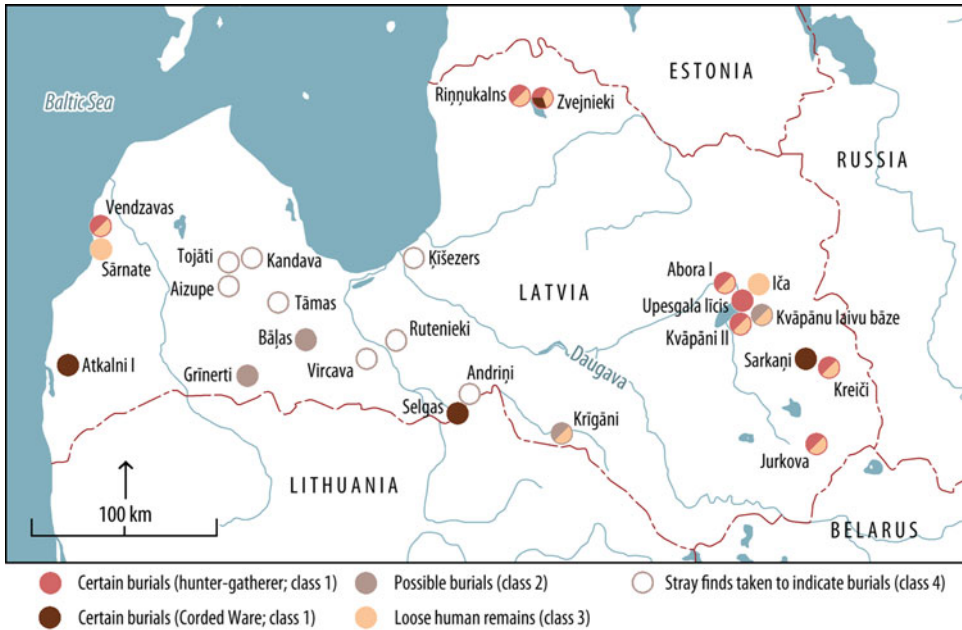 Baltic Sea
ESTONIA
RUSSIA
LATVIA
LITHUANIA
BELARUS
Daugava
Riņņukalns
Zvejnieki
Vendzavas
Sārnate
Tojāti
Kandava
Aizupe
Tāmas
Ķīšezers
Bāļas
Rutenieki
Vircava
Atkalni I
Grīnerti
Andriņi
Selgas
Krīgāni
Abora I
Iča
Upesgala līcis
Kvāpānu laivu bāze
Kvāpāni II
Sarkaņi
Kreiči
Jurkova
100 km
Certain burials (hunter-gatherer; class 1)
Possible burials (class 2)
Stray finds taken to indicate burials (class 4)
Certain burials (Corded Ware; class 1)
Loose human remains (class 3)